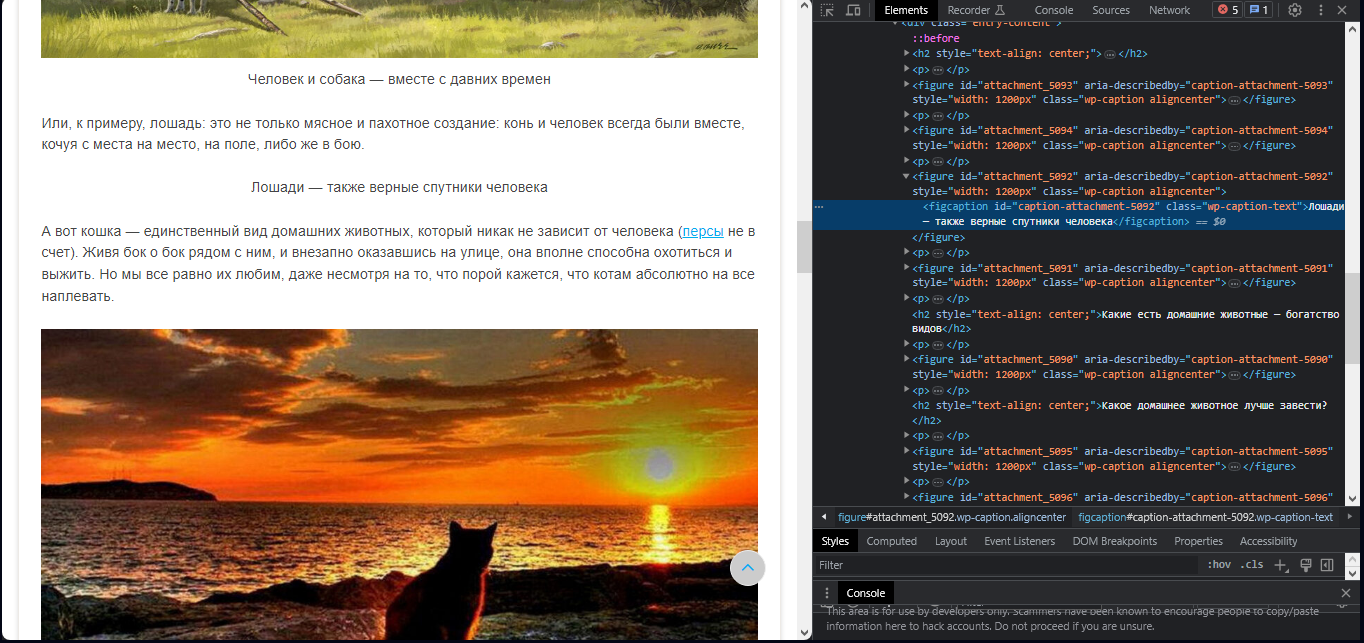 Человек и собака — вместе с давних времен
Или, к примеру, лошадь: это не только мясное и пахотное создание: конь и человек всегда были вместе,
кочуя с места на место, на поле, либо же в бою.
Лошади — также верные спутники человека
А вот кошка — единственный вид домашних животных, который никак не зависит от человека (персы не в
счет). Живя бок о бок рядом с ним, и внезапно оказавшись на улице, она вполне способна охотиться и
выжить. Но мы все равно их любим, даже несмотря на то, что порой кажется, что котам абсолютно на все
наплевать.
Elements Recorder Console Sources Network 5 1
<div class="entry-content">
::before
<h2 style="text-align: center;">…</h2>
<p>…</p>
<figure id="attachment_5093" aria-describedby="caption-attachment-5093"
style="width: 1200px" class="wp-caption aligncenter">…</figure>
<p>…</p>
<figure id="attachment_5094" aria-describedby="caption-attachment-5094"
style="width: 1200px" class="wp-caption aligncenter">…</figure>
<p>…</p>
<figure id="attachment_5092" aria-describedby="caption-attachment-5092"
style="width: 1200px" class="wp-caption aligncenter">
<figcaption id="caption-attachment-5092" class="wp-caption-text">Лошади
— также верные спутники человека</figcaption> == $0
</figure>
<p>…</p>
<figure id="attachment_5091" aria-describedby="caption-attachment-5091"
style="width: 1200px" class="wp-caption aligncenter">…</figure>
<p>…</p>
<h2 style="text-align: center;">Какие есть домашние животные — богатство
видов</h2>
<p>…</p>
<figure id="attachment_5090" aria-describedby="caption-attachment-5090"
style="width: 1200px" class="wp-caption aligncenter">…</figure>
<p>…</p>
<h2 style="text-align: center;">Какое домашнее животное лучше завести?
</h2>
<p>…</p>
<figure id="attachment_5095" aria-describedby="caption-attachment-5095"
style="width: 1200px" class="wp-caption aligncenter">…</figure>
<p>…</p>
<figure id="attachment_5096" aria-describedby="caption-attachment-5096"
figure#attachment_5092.wp-caption.aligncenter figcaption#caption-attachment-5092.wp-caption-text
Styles Computed Layout Event Listeners DOM Breakpoints Properties Accessibility
Filter :hov .cls
Console
This area is for use by developers only. Scammers have been known to encourage people to copy/paste
information here to hack accounts. Do not proceed if you are unsure.